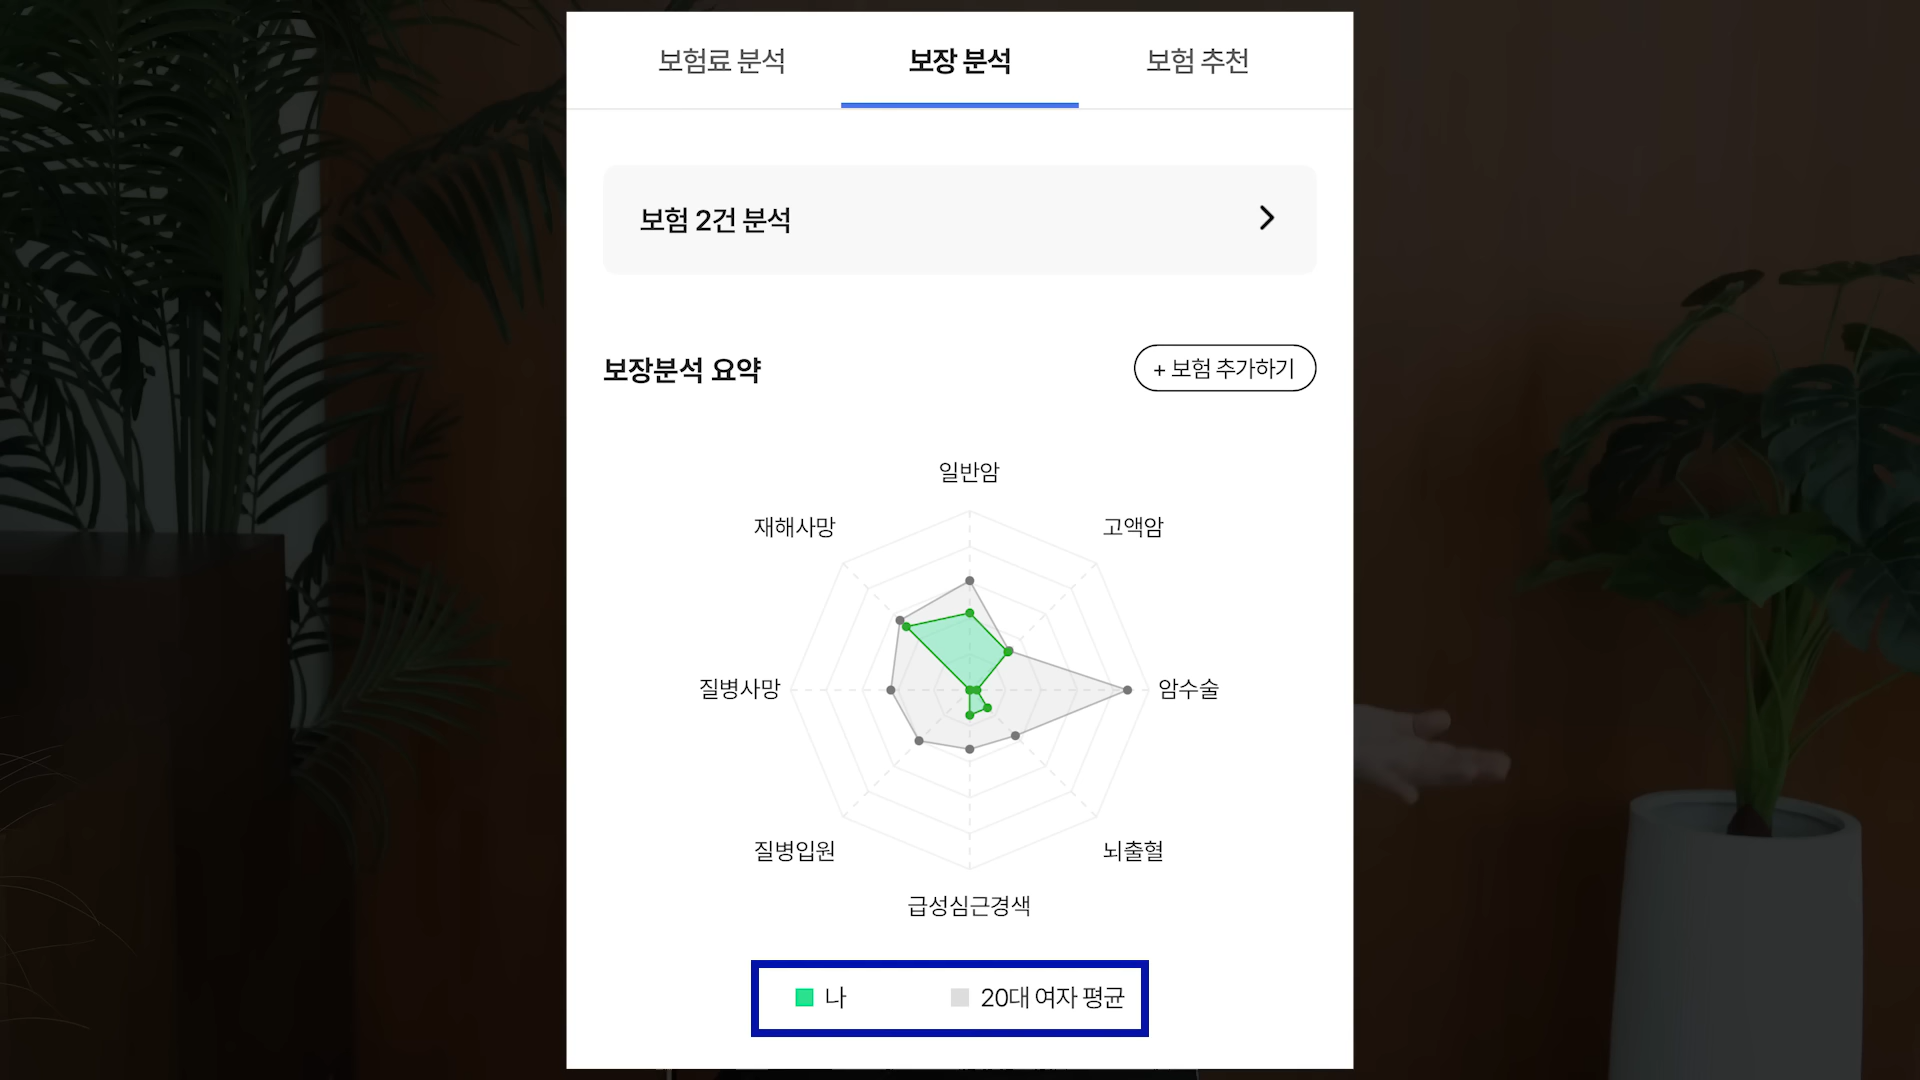 보험료 분석
보장 분석
보험 추천
보험 2건 분석
보장분석 요약
+ 보험 추가하기
일반암
재해사망
고액암
질병사망
암수술
질병입원
뇌출혈
급성심근경색
나
20대 여자 평균